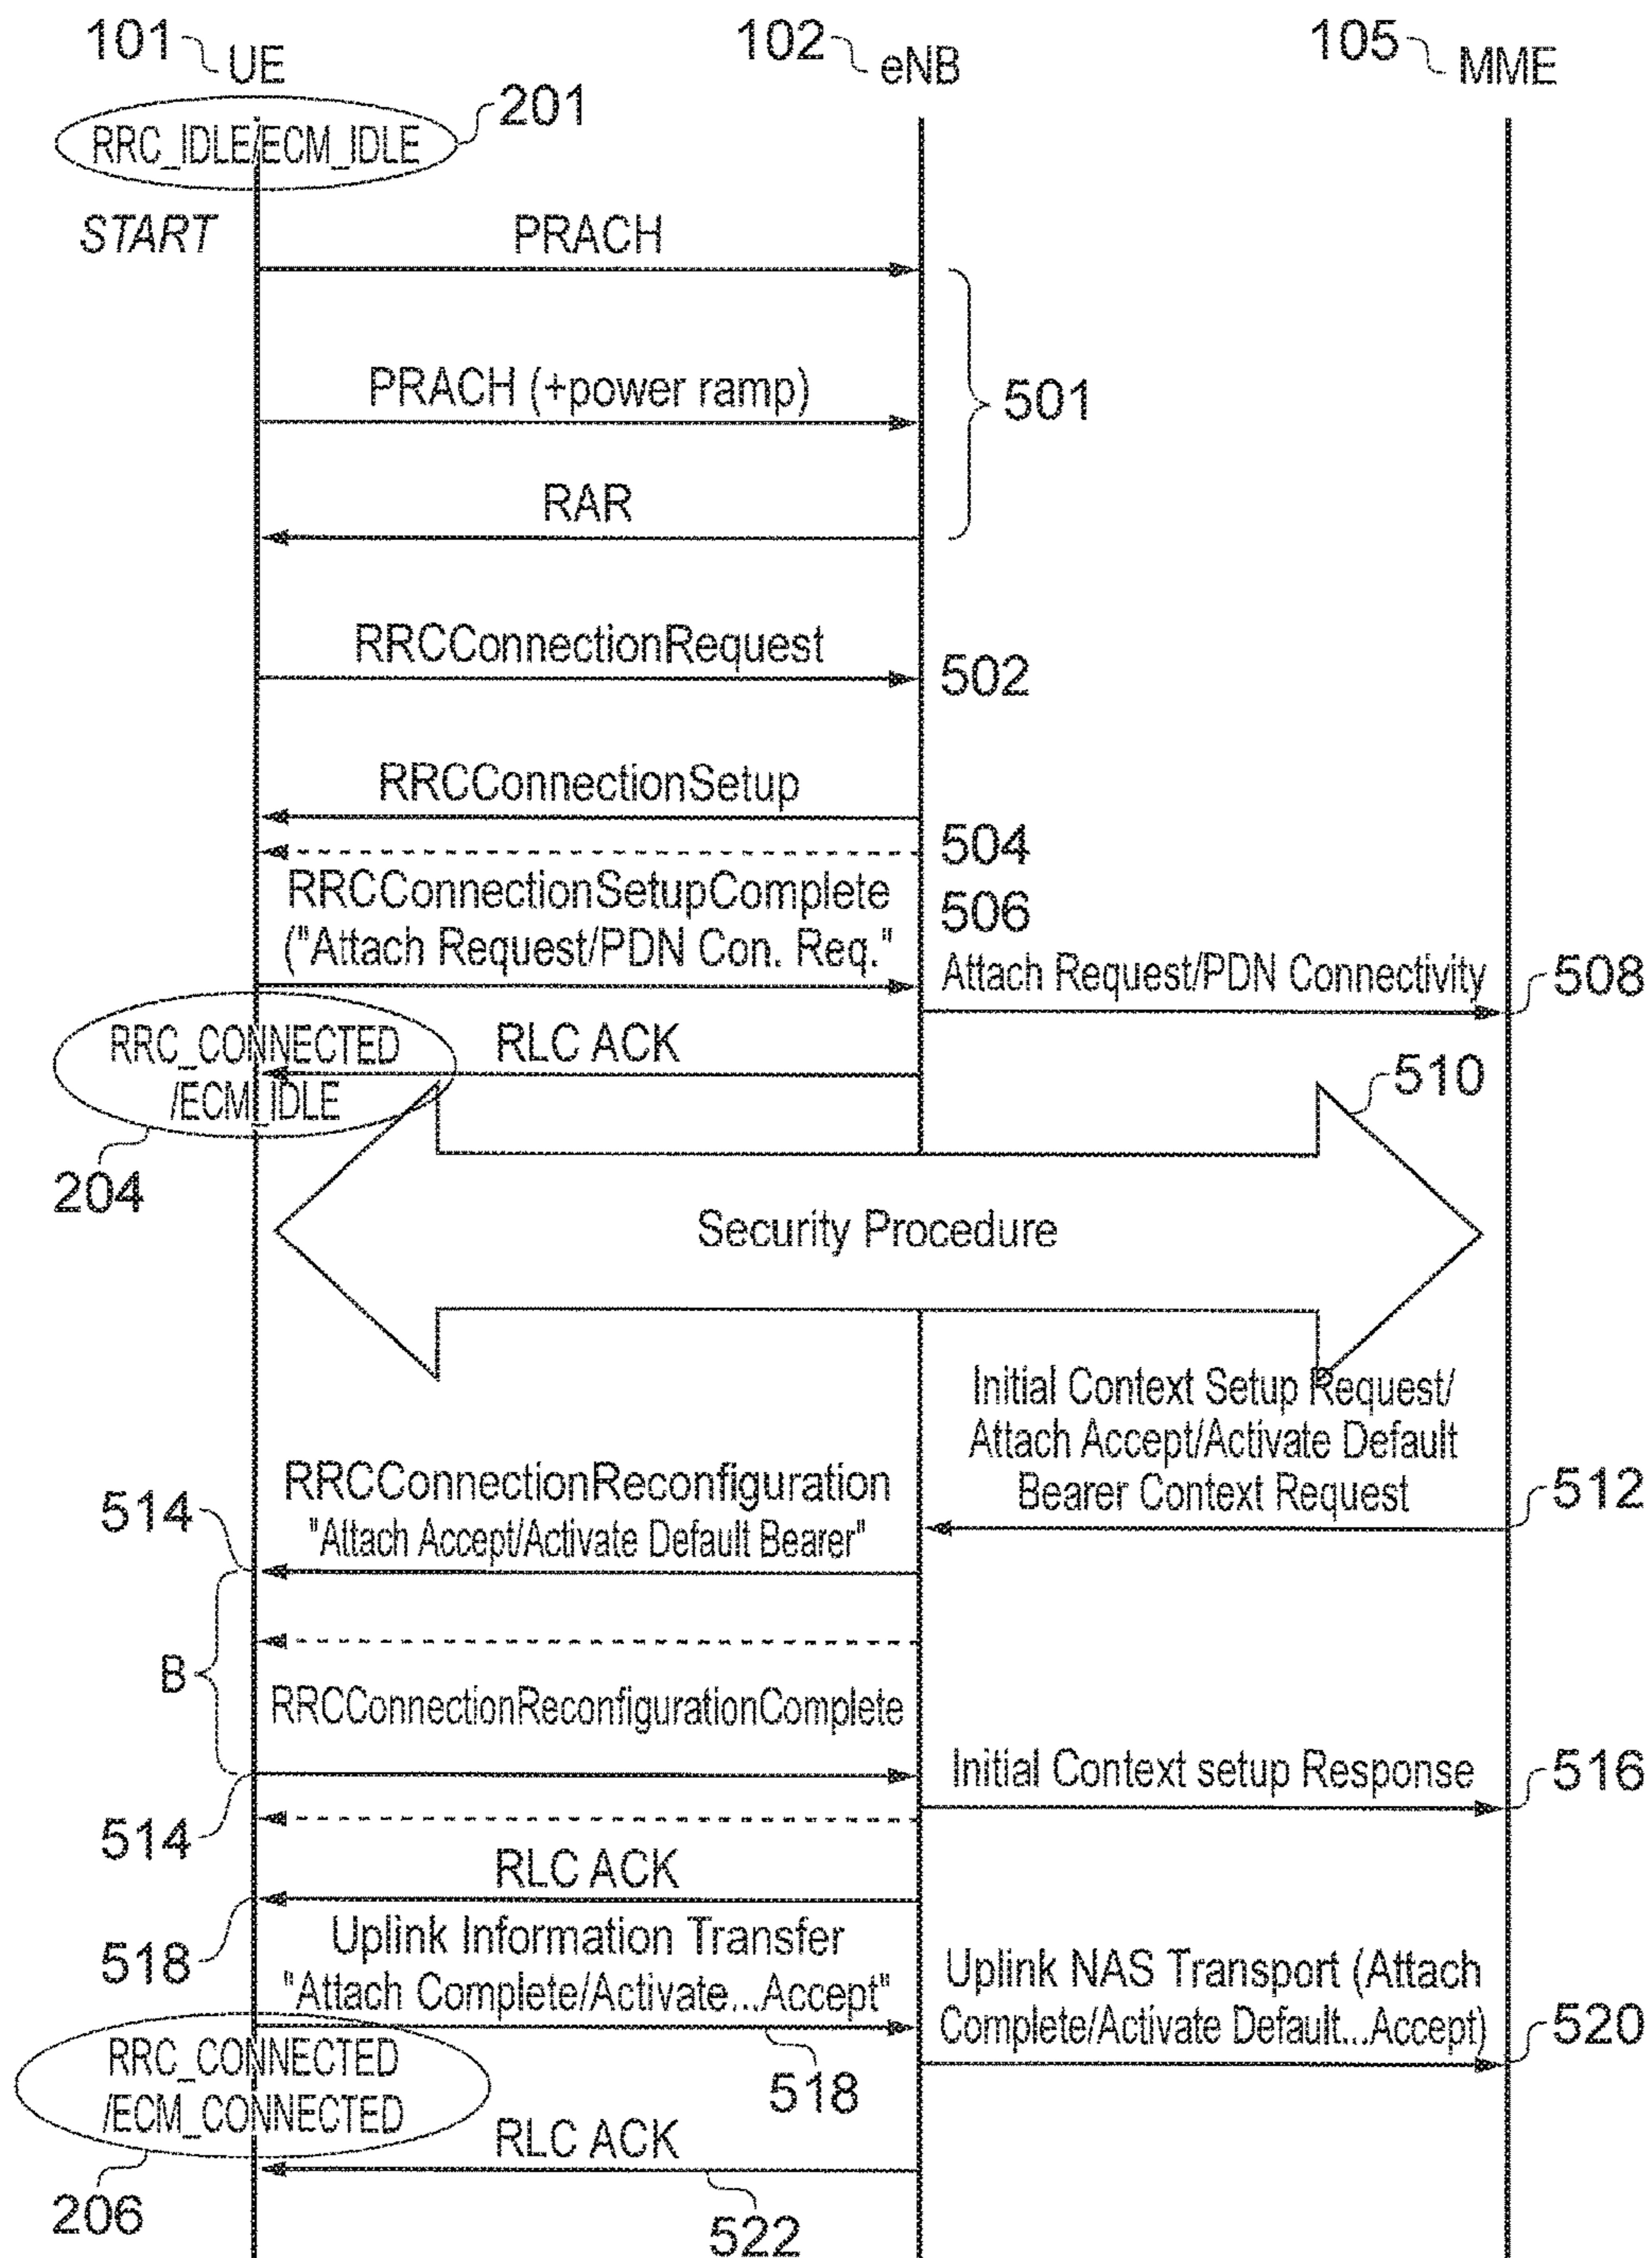 101 UE
102 eNB
105 MME
RRC_IDLE/ECM_IDLE
201
START
PRACH
PRACH (+power ramp)
501
RAR
RRCConnectionRequest
502
RRCConnectionSetup
504
RRCConnectionSetupComplete
("Attach Request/PDN Con. Req."
506
Attach Request/PDN Connectivity
508
RRC_CONNECTED
/ECM_IDLE
RLC ACK
510
204
Security Procedure
Initial Context Setup Request/
Attach Accept/Activate Default
Bearer Context Request
512
RRCConnectionReconfiguration
"Attach Accept/Activate Default Bearer"
514
B
RRCConnectionReconfigurationComplete
Initial Context setup Response
516
514
RLC ACK
518
Uplink Information Transfer
"Attach Complete/Activate...Accept"
Uplink NAS Transport (Attach
Complete/Activate Default...Accept)
520
518
RRC_CONNECTED
/ECM_CONNECTED
RLC ACK
206
522